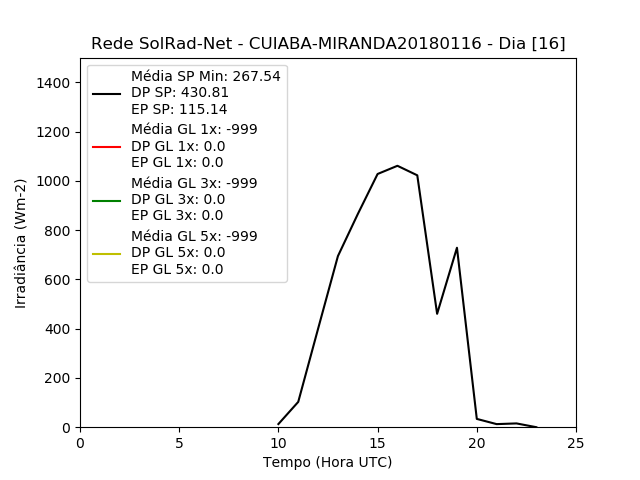 Rede SolRad-Net - CUIABA-MIRANDA20180116 - Dia [16]
Média SP Min: 267.54
DP SP: 430.81
EP SP: 115.14
Média GL 1x: -999
DP GL 1x: 0.0
EP GL 1x: 0.0
Média GL 3x: -999
DP GL 3x: 0.0
EP GL 3x: 0.0
Média GL 5x: -999
DP GL 5x: 0.0
EP GL 5x: 0.0
Irradiância (Wm-2)
1400
1200
1000
800
600
400
200
0
0 5 10 15 20 25
Tempo (Hora UTC)